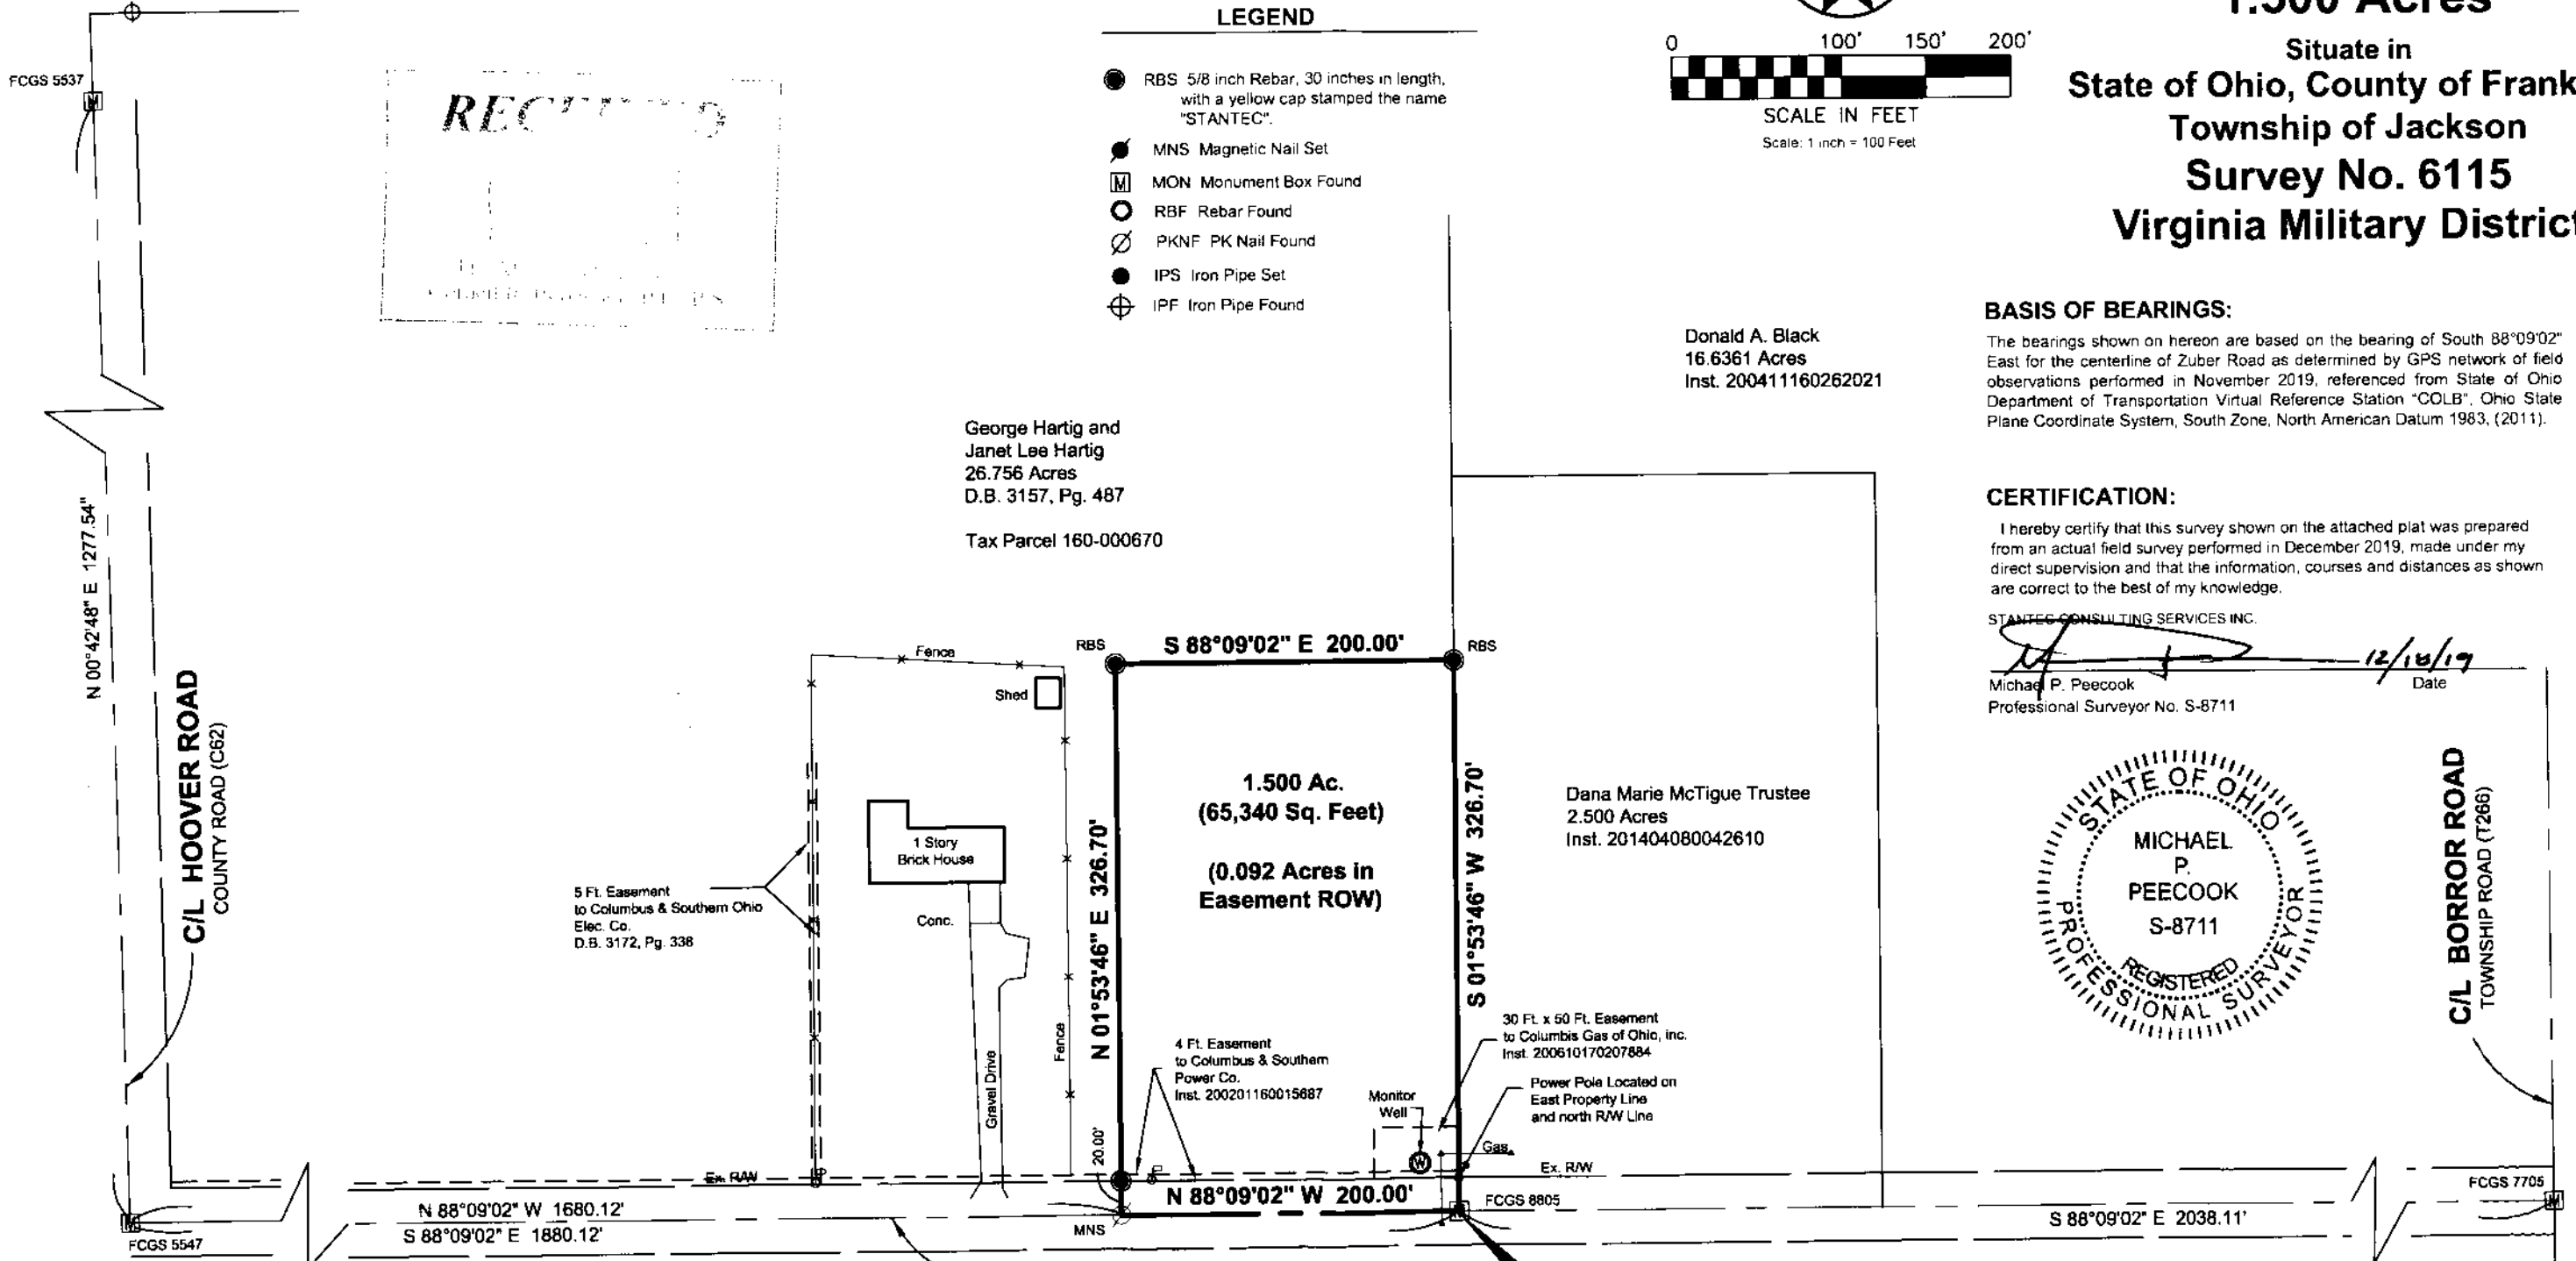 LEGEND
RBS 5/8 inch Rebar, 30 inches in length,
with a yellow cap stamped the name
"STANTEC".
MNS Magnetic Nail Set
M MON Monument Box Found
RBF Rebar Found
PKNF PK Nail Found
IPS Iron Pipe Set
IPF Iron Pipe Found
0 100' 150' 200'
SCALE IN FEET
Scale: 1 inch = 100 Feet
1.500 Acres
Situate in
State of Ohio, County of Frank
Township of Jackson
Survey No. 6115
Virginia Military District
BASIS OF BEARINGS:
The bearings shown on hereon are based on the bearing of South 88°09'02"
East for the centerline of Zuber Road as determined by GPS network of field
observations performed in November 2019, referenced from State of Ohio
Department of Transportation Virtual Reference Station "COLB", Ohio State
Plane Coordinate System, South Zone, North American Datum 1983, (2011).
CERTIFICATION:
I hereby certify that this survey shown on the attached plat was prepared
from an actual field survey performed in December 2019, made under my
direct supervision and that the information, courses and distances as shown
are correct to the best of my knowledge.
STANTEC CONSULTING SERVICES INC.
Michael P. Peecook
Date
Professional Surveyor No. S-8711
STATE OF OHIO
MICHAEL
P.
PEECOOK
S-8711
REGISTERED
PROFESSIONAL SURVEYOR
C/L BORROR ROAD
TOWNSHIP ROAD (T266)
FCGS 7705
M
S 88°09'02" E 2038.11'
FCGS 5537
M
N 00°42'48" E 1277.54"
C/L HOOVER ROAD
COUNTY ROAD (C62)
FCGS 5547
M
N 88°09'02" W 1680.12'
S 88°09'02" E 1880.12'
George Hartig and
Janet Lee Hartig
26.756 Acres
D.B. 3157, Pg. 487
Tax Parcel 160-000670
Donald A. Black
16.6361 Acres
Inst. 200411160262021
Fence
Shed
1 Story
Brick House
Conc.
Gravel Drive
Fence
5 Ft. Easement
to Columbus & Southern Ohio
Elec. Co.
D.B. 3172, Pg. 338
Ex. R/W
RBS
S 88°09'02" E 200.00'
RBS
N 01°53'46" E 326.70'
1.500 Ac.
(65,340 Sq. Feet)
(0.092 Acres in
Easement ROW)
S 01°53'46" W 326.70'
Dana Marie McTigue Trustee
2.500 Acres
Inst. 201404080042610
4 Ft. Easement
to Columbus & Southern
Power Co.
Inst. 200201160015687
30 Ft. x 50 Ft. Easement
to Columbis Gas of Ohio, inc.
Inst. 200610170207884
Power Pole Located on
East Property Line
and north R/W Line
Monitor
Well
W
Gas
Ex. R/W
20.00'
N 88°09'02" W 200.00'
MNS
FCGS 8805